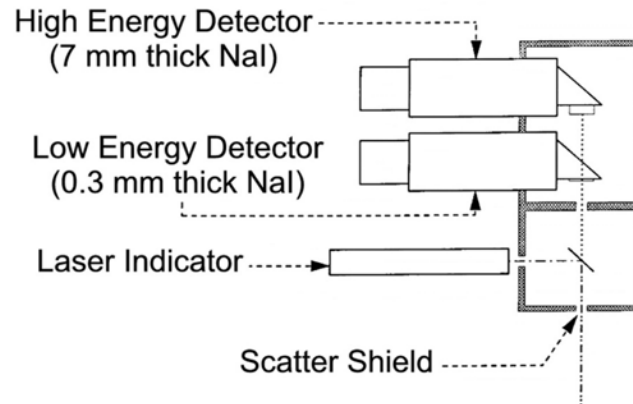 High Energy Detector
(7 mm thick NaI)
Low Energy Detector
(0.3 mm thick NaI)
Laser Indicator
Scatter Shield